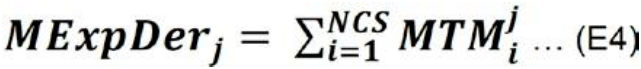 MExpDer_j = ∑_{i=1}^{NCS} MTM_i^j ... (E4)